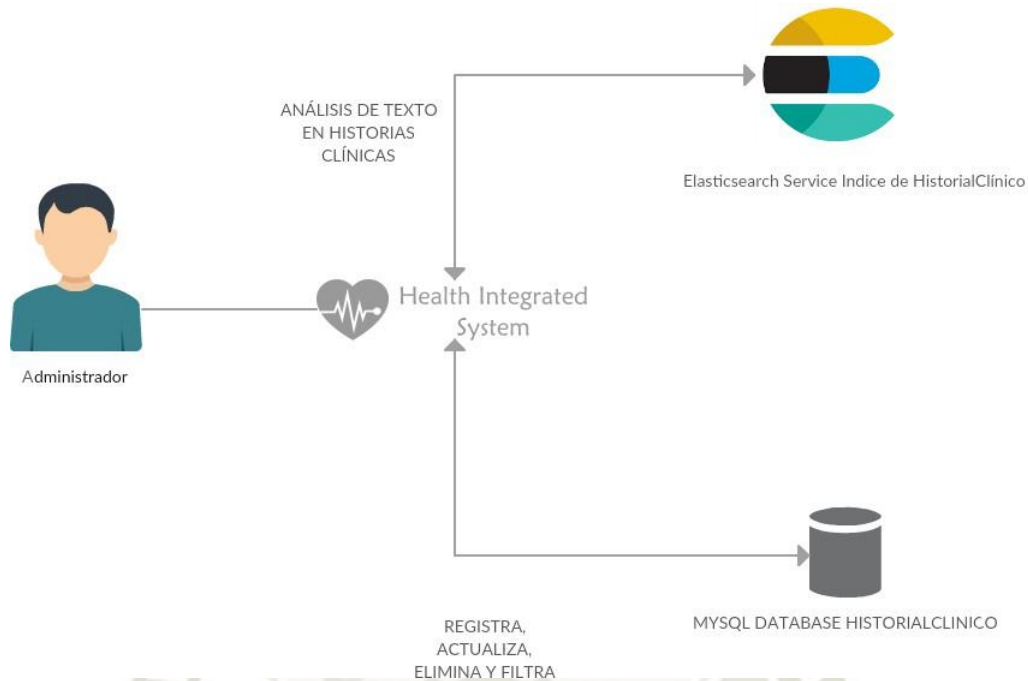 ANÁLISIS DE TEXTO
EN HISTORIAS
CLÍNICAS
Elasticsearch Service Indice de HistorialClínico
Health Integrated
System
Administrador
MYSQL DATABASE HISTORIALCLINICO
REGISTRA,
ACTUALIZA,
ELIMINA Y FILTRA